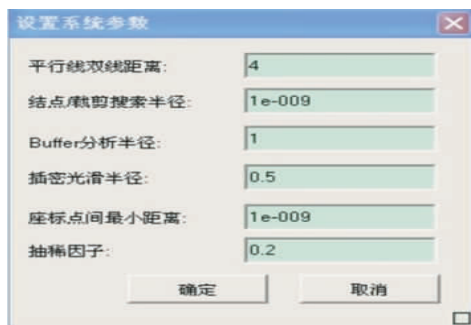 设置系统参数
平行线双线距离: 4
结点/裁剪搜索半径: 1e-009
Buffer分析半径: 1
插密光滑半径: 0.5
座标点间最小距离: 1e-009
抽稀因子: 0.2
确定 取消